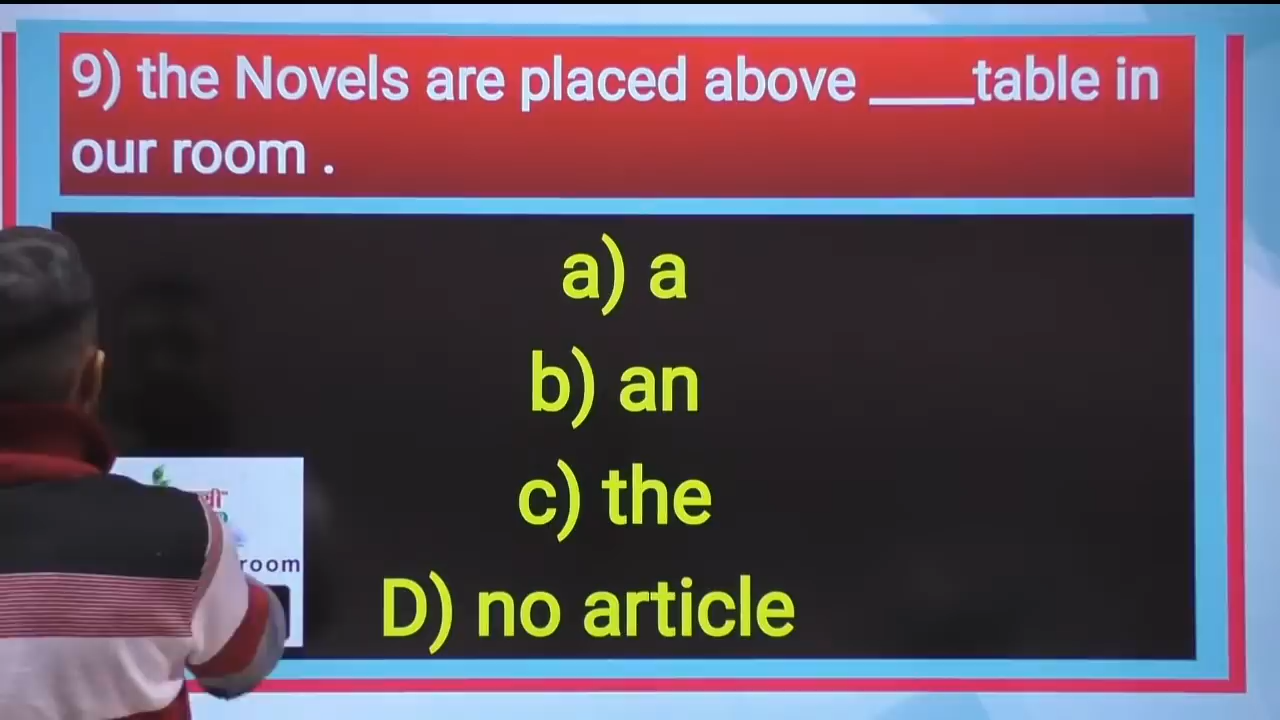 9) the Novels are placed above ____table in
our room .
a) a
b) an
c) the
room
D) no article